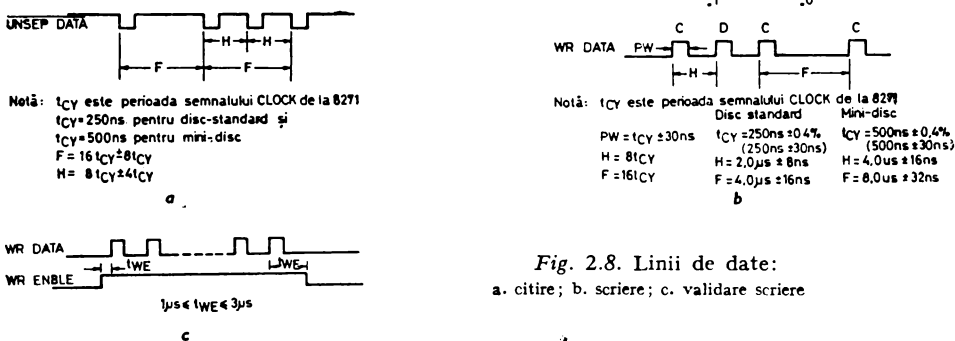 UNSEP DATA
H H
F F
Notă: tCY este perioada semnalului CLOCK de la 8271
tCY=250ns pentru disc-standard și
tCY=500ns pentru mini-disc
F = 16 tCY±8tCY
H = 8 tCY±4tCY
a
C D C C
WR DATA PW
H F
Notă: tCY este perioada semnalului CLOCK de la 8271
Disc standard Mini-disc
PW = tCY ±30ns tCY=250ns ±0,4% tCY=500ns ±0,4%
(250ns ±30ns) (500ns ±30ns)
H = 8tCY H = 2,0µs ± 8ns H = 4,0µs ± 16ns
F = 16tCY F = 4,0µs ±16ns F = 8,0us ± 32ns
b
WR DATA
tWE tWE
WR ENBLE
1µs ≤ tWE ≤ 3µs
c
Fig. 2.8. Linii de date:
a. citire; b. scriere; c. validare scriere